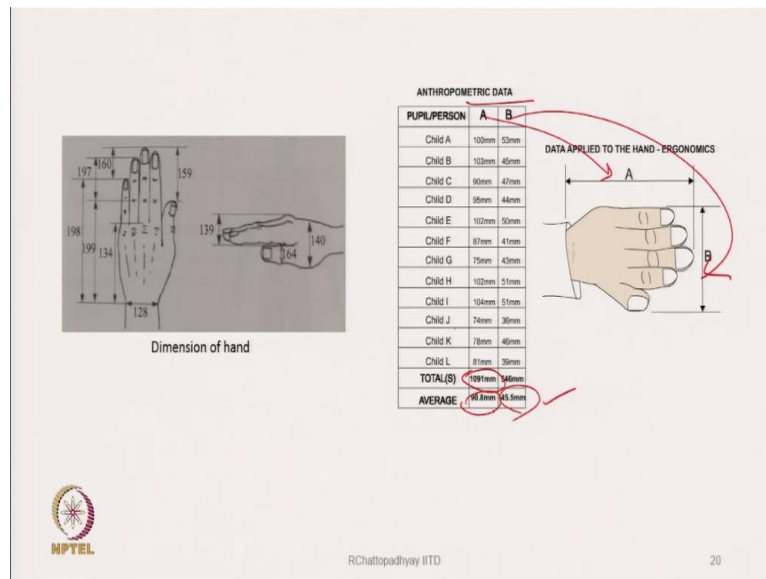 ANTHROPOMETRIC DATA
PUPIL/PERSON A B
Child A 100mm 53mm
Child B 103mm 45mm
Child C 90mm 47mm
Child D 95mm 44mm
Child E 102mm 50mm
Child F 87mm 41mm
Child G 75mm 43mm
Child H 102mm 51mm
Child I 104mm 51mm
Child J 74mm 36mm
Child K 78mm 46mm
Child L 81mm 39mm
TOTAL(S) 1091mm 546mm
AVERAGE 90.8mm 45.5mm
DATA APPLIED TO THE HAND - ERGONOMICS
A
B
160
197
159
198
199
134
128
139
140
164
Dimension of hand
NPTEL
RChattopadhyay IITD
20